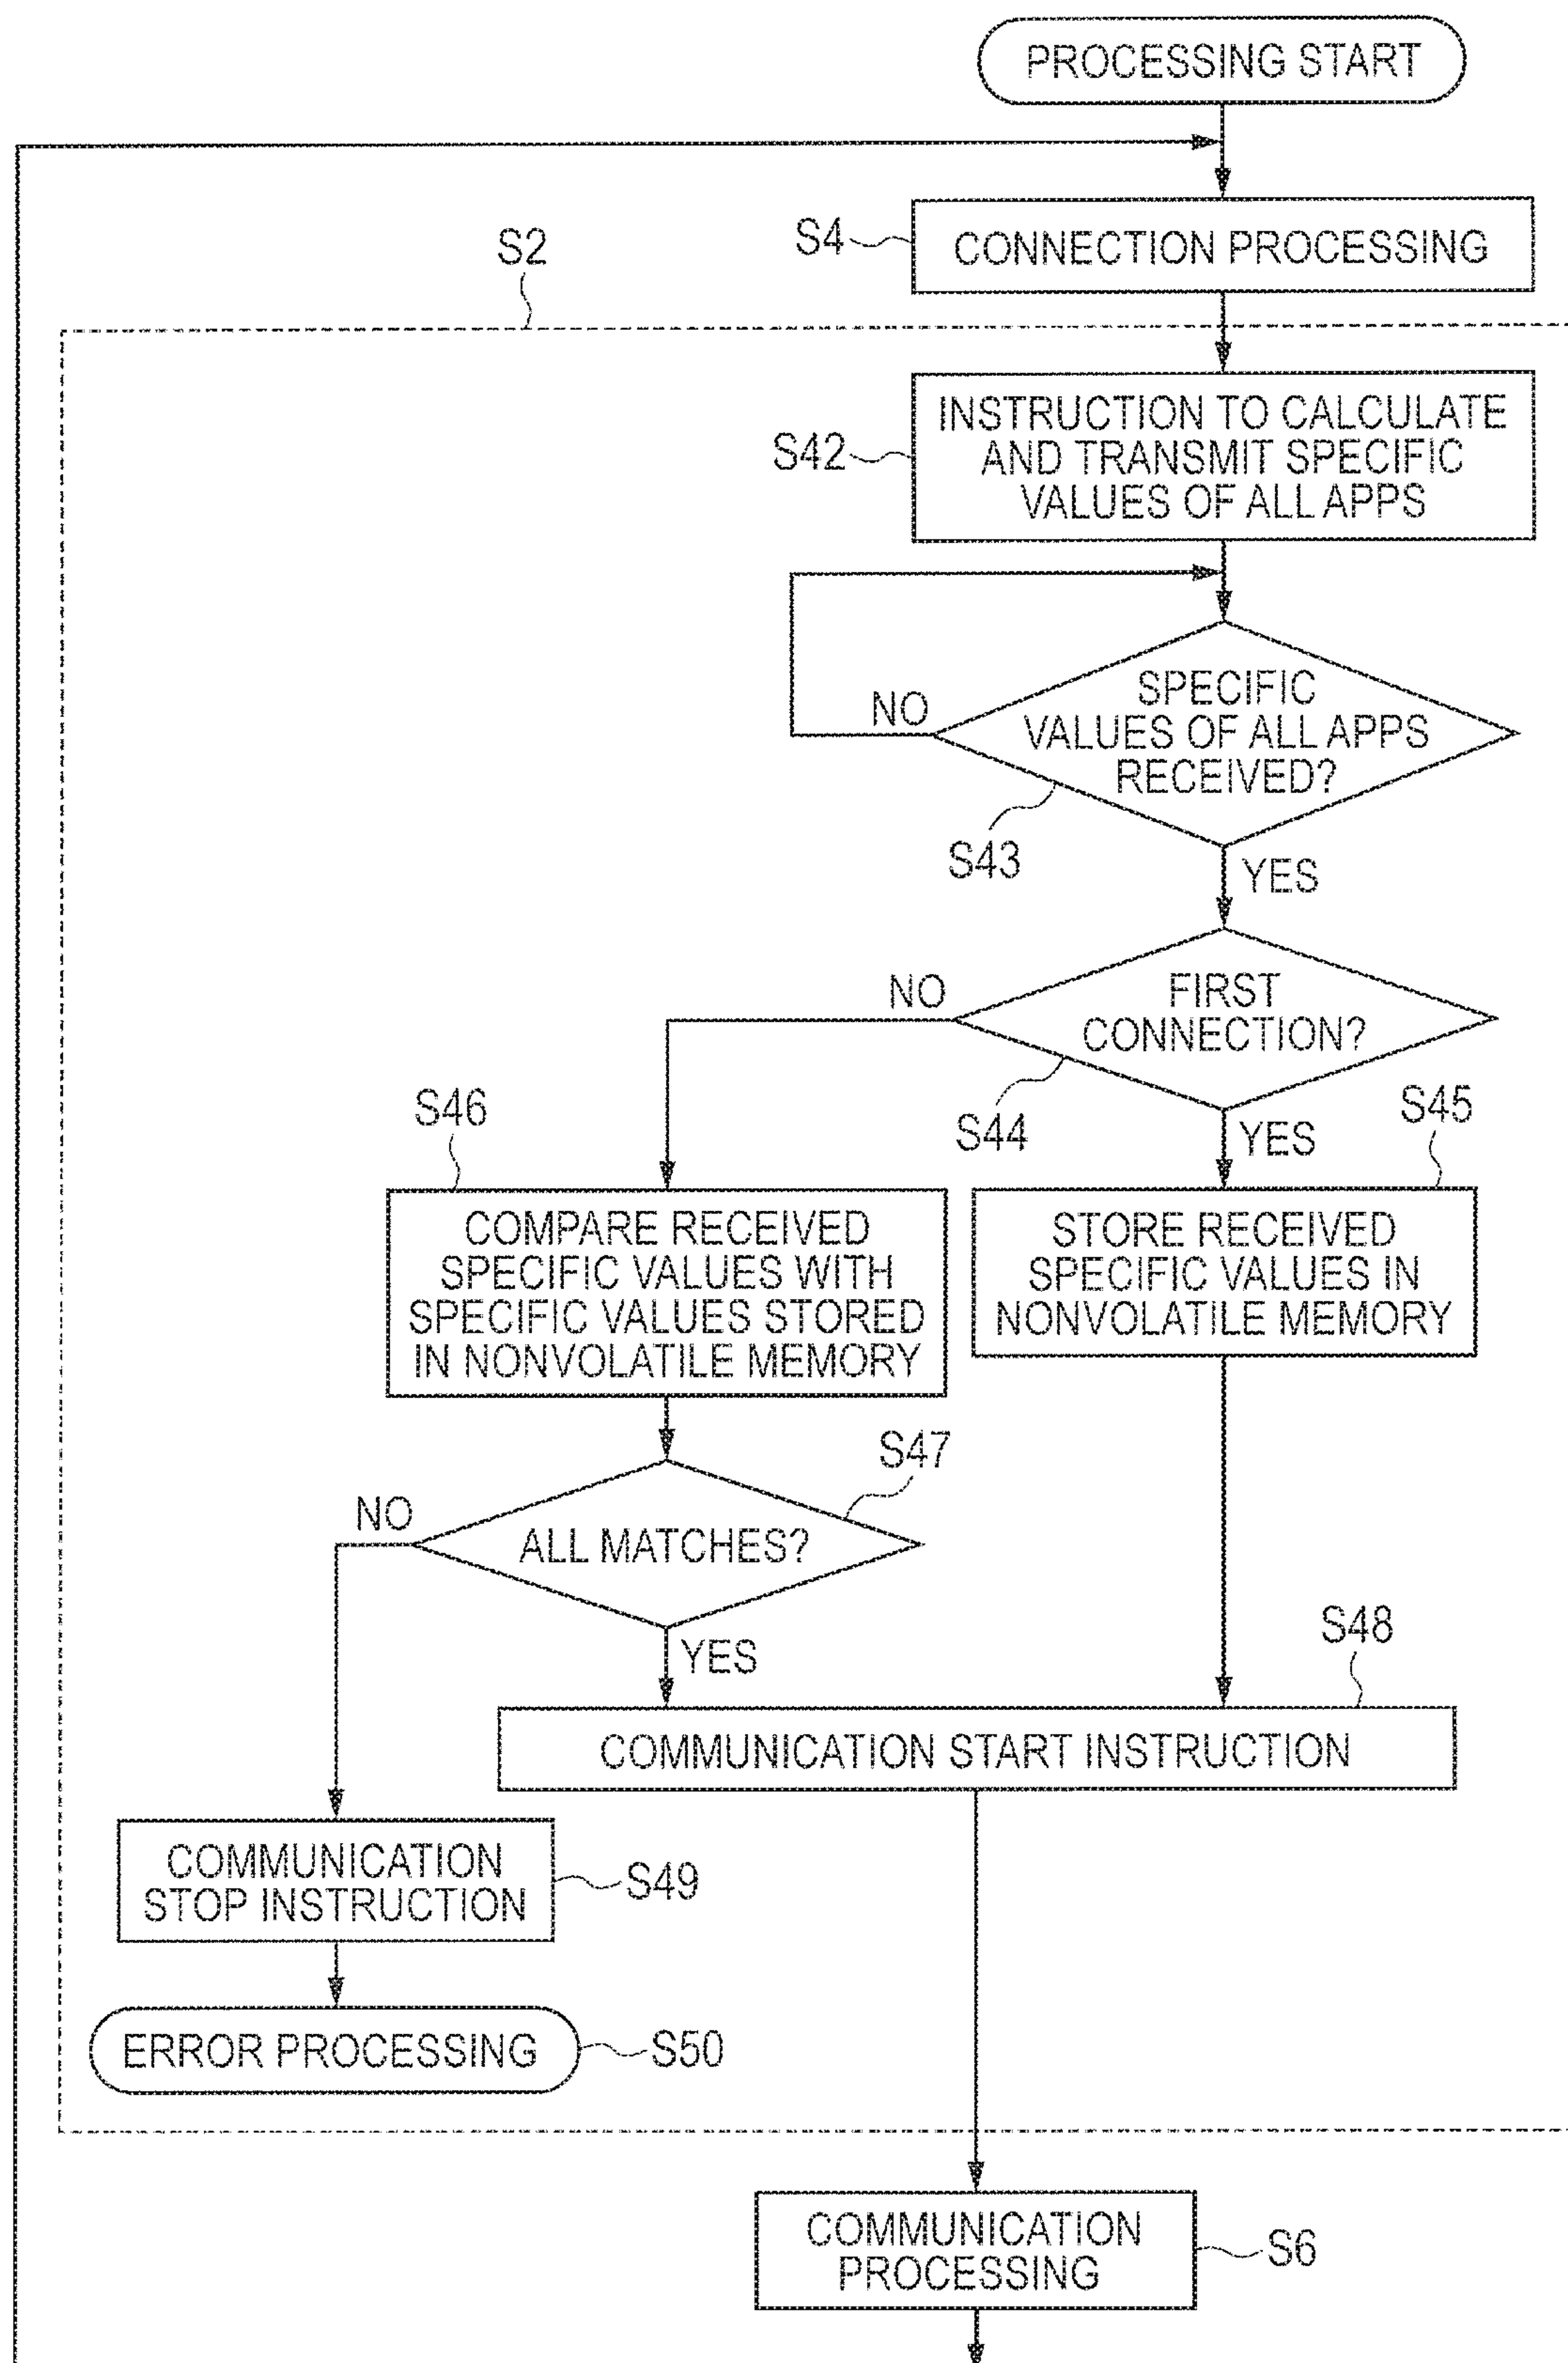 PROCESSING START
S4
CONNECTION PROCESSING
S2
S42
INSTRUCTION TO CALCULATE
AND TRANSMIT SPECIFIC
VALUES OF ALL APPS
NO
SPECIFIC
VALUES OF ALL APPS
RECEIVED?
S43
YES
NO
FIRST
CONNECTION?
S44
YES
S46
S45
COMPARE RECEIVED
SPECIFIC VALUES WITH
SPECIFIC VALUES STORED
IN NONVOLATILE MEMORY
STORE RECEIVED
SPECIFIC VALUES IN
NONVOLATILE MEMORY
S47
NO
ALL MATCHES?
YES
S48
COMMUNICATION START INSTRUCTION
COMMUNICATION
STOP INSTRUCTION
S49
ERROR PROCESSING
S50
COMMUNICATION
PROCESSING
S6